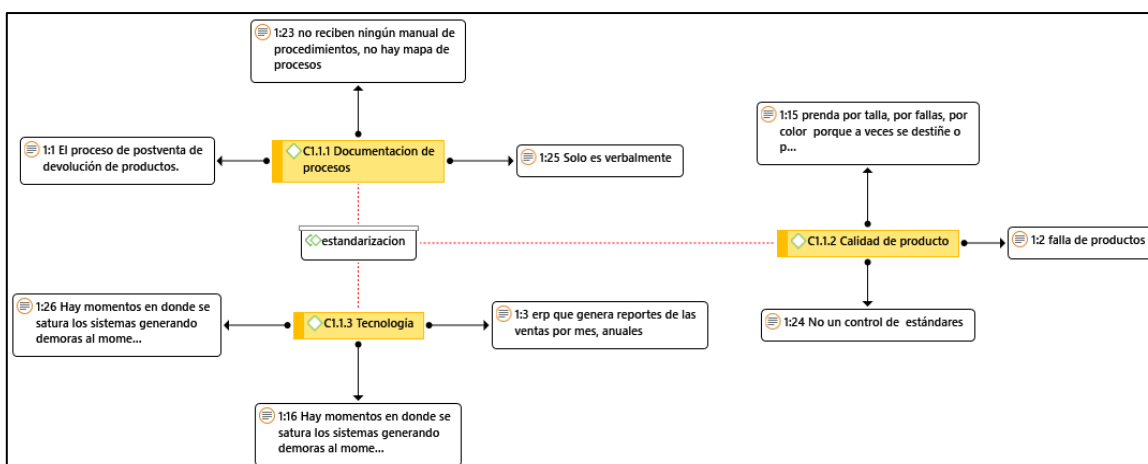 1:23 no reciben ningún manual de
procedimientos, no hay mapa de
procesos
1:1 El proceso de postventa de
devolución de productos.
C1.1.1 Documentacion de
procesos
1:25 Solo es verbalmente
1:15 prenda por talla, por fallas, por
color porque a veces se destiñe o
p...
estandarizacion
C1.1.2 Calidad de producto
1:2 falla de productos
1:26 Hay momentos en donde se
satura los sistemas generando
demoras al mome...
C1.1.3 Tecnologia
1:3 erp que genera reportes de las
ventas por mes, anuales
1:24 No un control de estándares
1:16 Hay momentos en donde se
satura los sistemas generando
demoras al mome...